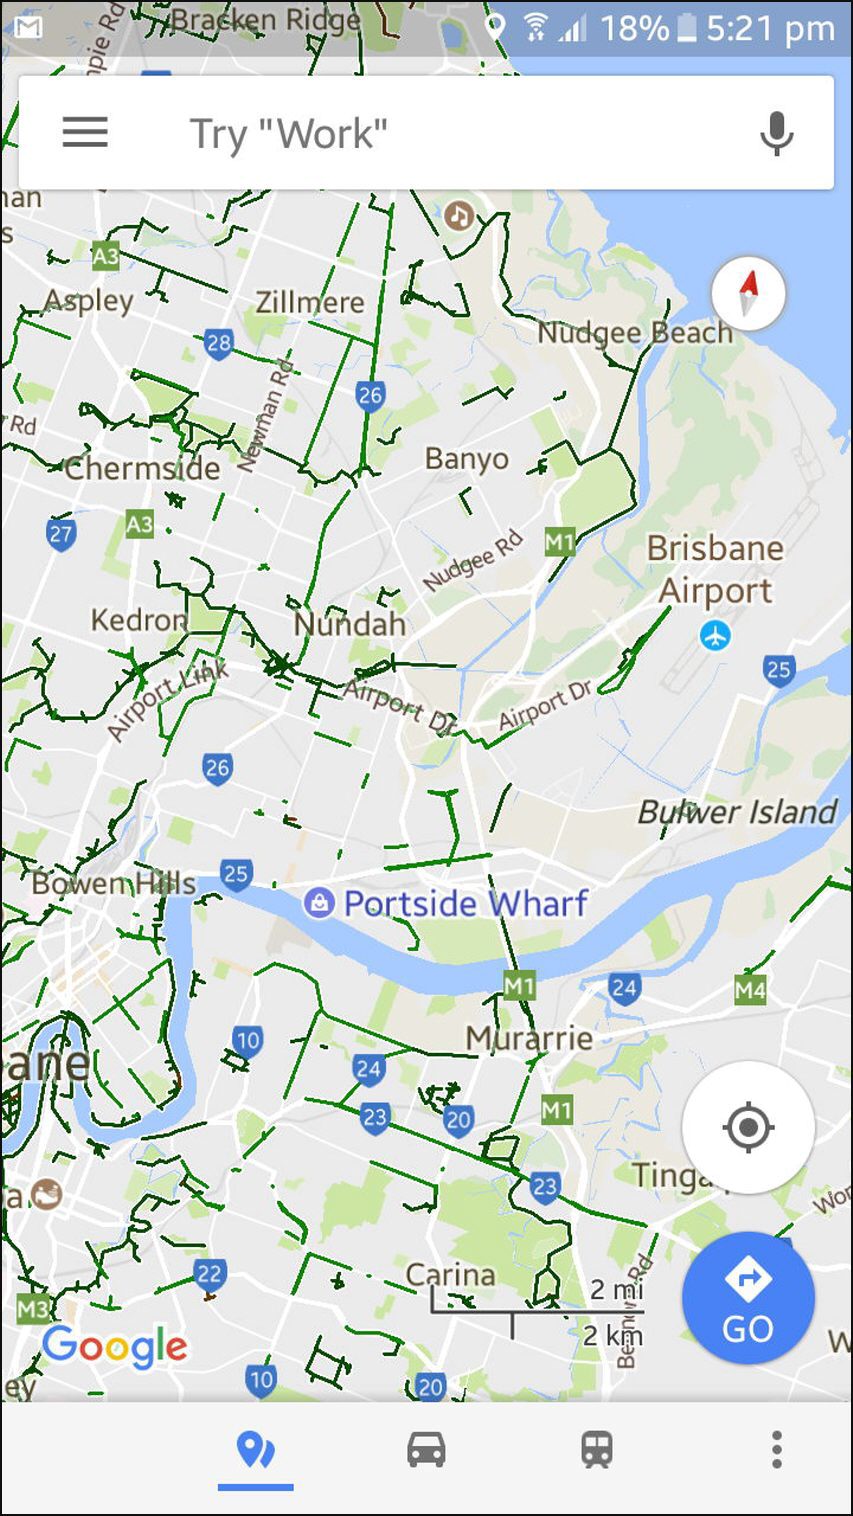 Bracken Ridge
18% 5:21 pm
Try "Work"
A3
Aspley
Zillmere
28
Nudgee Beach
26
Newman Rd
Rd
Chermside
Banyo
A3
27
M1
Nudgee Rd
Brisbane
Airport
Kedron
Nundah
25
Airport Link
Airport Dr
Airport Dr
26
Bulwer Island
Bowen Hills
25
Portside Wharf
M1
24
M4
Murarrie
10
ane
24
23
20
M1
23
Tinga
22
Carina
2 mi
2 km
M3
Google
GO
10
20
ey